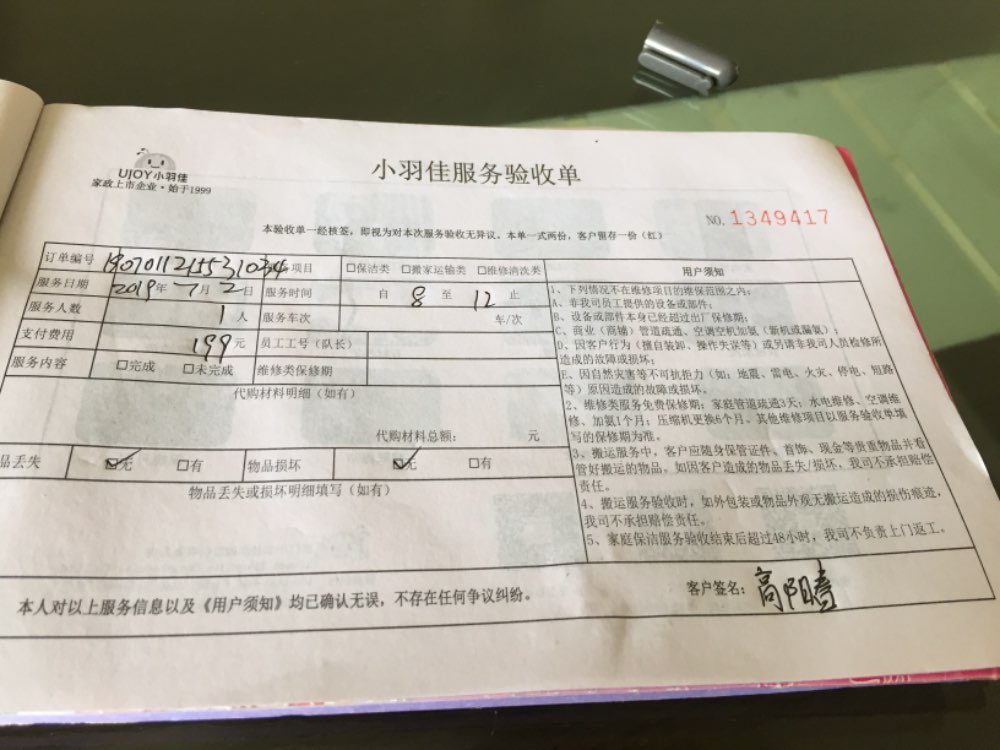 UJOY小羽佳
家政上市企业·始于1999
小羽佳服务验收单
NO. 1349417
本验收单一经核签，即视为对本次服务验收无异议。本单一式两份，客户留存一份（红）
订单编号 项目 □保洁类 □搬家运输类 □维修清次类
服务日期 2019年7月2日 服务时间 自 8 至 12 止
服务人数 1人 服务车次 车/次
支付费用 199元 员工工号（队长）
服务内容 □完成 □未完成 维修类保修期
代购材料明细（如有）
代购材料总额： 元
品丢失 ☑无 □有 物品损坏 ☑无 □有
物品丢失或损坏明细填写（如有）
用户须知
1、下列情况不在维修项目的维保范围之内：
A、非我司员工提供的设备或部件；
B、设备或部件本身已经超过出厂保修期；
C、商业（商铺）管道疏通、空调空机加氨（新机或漏氨）；
D、因客户行为（擅自装卸、操作失误等）或另请非我司人员检修所
造成的故障或损坏；
E、因自然灾害等不可抗拒力（如：地震、雷电、火灾、停电、短路
等）原因造成的故障或损坏。
2、维修类服务免费保修期：家庭管道疏通3天；水电维修、空调维
修、加氨1个月；压缩机更换6个月。其他维修项目以服务验收单填
写的保修期为准。
3、搬运服务中，客户应随身保管证件、首饰、现金等贵重物品并看
管好搬运的物品。如因客户造成的物品丢失/损坏，我司不承担赔偿
责任。
4、搬运服务验收时，如外包装或物品外观无搬运造成的损伤痕迹，
我司不承担赔偿责任。
5、家庭保洁服务验收结束后超过48小时，我司不负责上门返工。
本人对以上服务信息以及《用户须知》均已确认无误，不存在任何争议纠纷。
客户签名：高阳